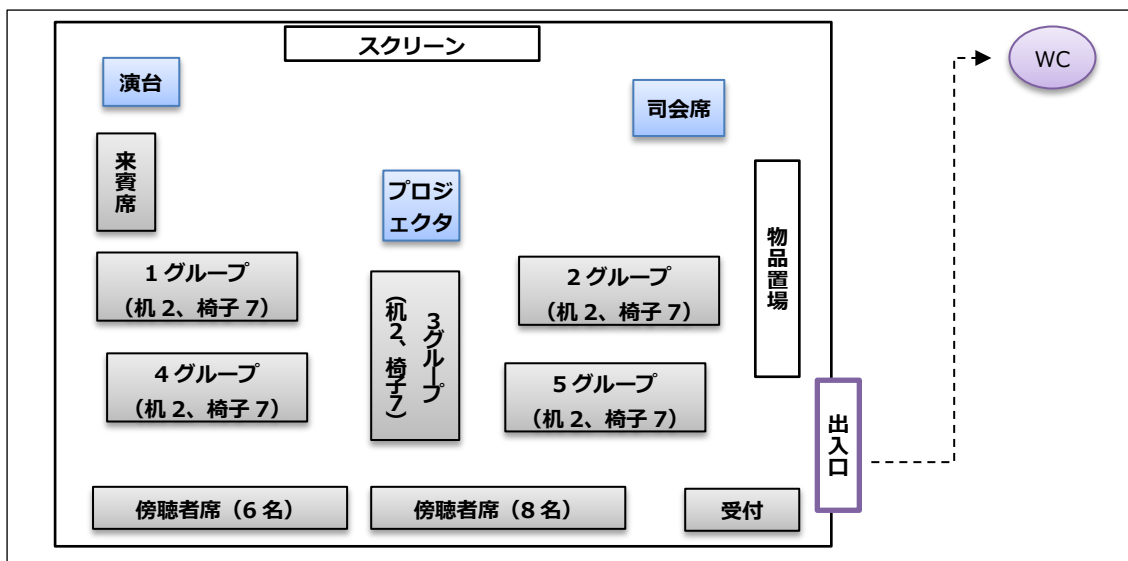 スクリーン
WC
演台
司会席
来賓席
プロジ
ェクタ
物品置場
1 グループ
（机 2、椅子 7）
2 グループ
（机 2、椅子 7）
3グループ
（机2、椅子7）
4 グループ
（机 2、椅子 7）
5 グループ
（机 2、椅子 7）
出入口
傍聴者席（6 名）
傍聴者席（8 名）
受付